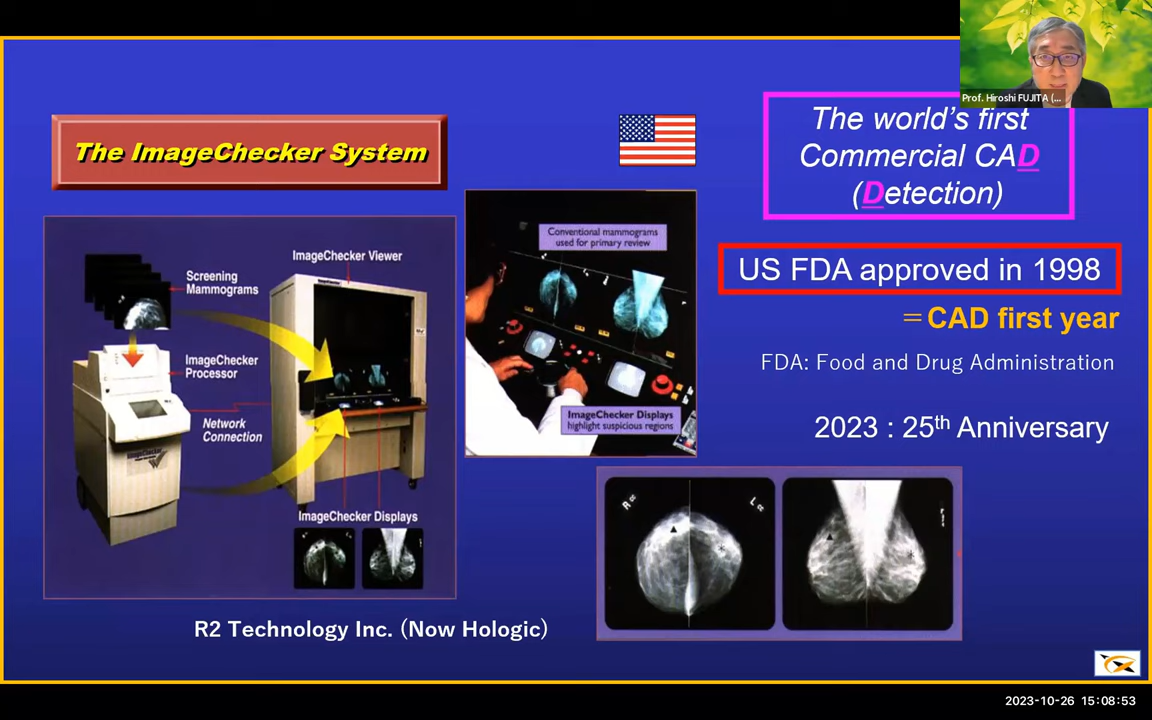 Prof. Hiroshi FUJITA (...
The ImageChecker System
The world's first
Commercial CAD
(Detection)
US FDA approved in 1998
=CAD first year
FDA: Food and Drug Administration
2023 : 25th Anniversary
Screening
Mammograms
ImageChecker Viewer
ImageChecker
Processor
Network
Connection
ImageChecker Displays
Conventional mammograms
used for primary review
ImageChecker Displays
highlight suspicious regions
R CC
L CC
R2 Technology Inc. (Now Hologic)
2023-10-26 15:08:53